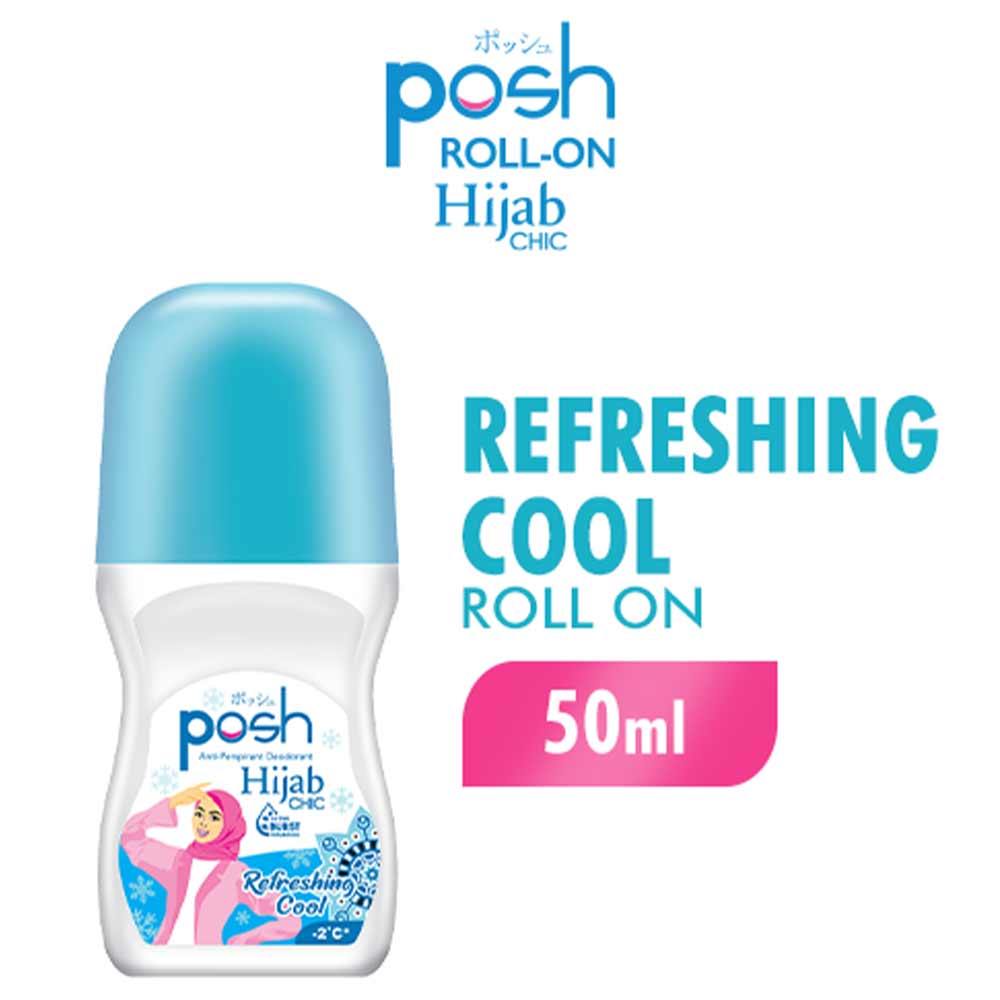 ポッシュ
posh
ROLL-ON
Hijab
CHIC
REFRESHING
COOL
ROLL ON
50ml
ポッシュ
posh
Anti-Perspirant Deodorant
Hijab
CHIC
BURST
Refreshing
Cool
-2°C*